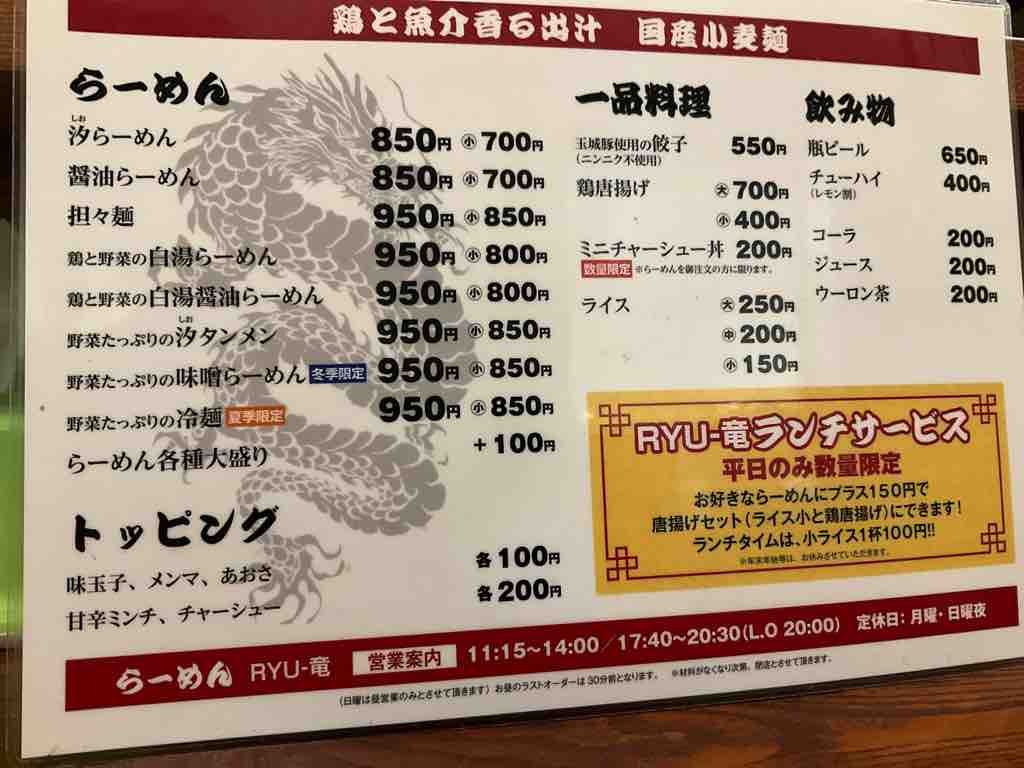 鶏と魚介香る出汁　国産小麦麺
らーめん
しお
汐らーめん 850円 小 700円
醤油らーめん 850円 小 700円
担々麺 950円 小 850円
鶏と野菜の白湯らーめん 950円 小 800円
鶏と野菜の白湯醤油らーめん 950円 小 800円
しお
野菜たっぷりの汐タンメン 950円 小 850円
野菜たっぷりの味噌らーめん 冬季限定 950円 小 850円
野菜たっぷりの冷麺 夏季限定 950円 小 850円
らーめん各種大盛り +100円
トッピング
味玉子、メンマ、あおさ 各100円
甘辛ミンチ、チャーシュー 各200円
一品料理
玉城豚使用の餃子 550円
(ニンニク不使用)
鶏唐揚げ 大 700円
小 400円
ミニチャーシュー丼 200円
数量限定 ※らーめんを御注文の方に限ります。
ライス 大 250円
中 200円
小 150円
飲み物
瓶ビール 650円
チューハイ 400円
(レモン割)
コーラ 200円
ジュース 200円
ウーロン茶 200円
RYU-竜ランチサービス
平日のみ数量限定
お好きならーめんにプラス150円で
唐揚げセット(ライス小と鶏唐揚げ)にできます!
ランチタイムは、小ライス1杯100円!!
※年末年始等は、お休みさせていただきます。
らーめん RYU-竜 営業案内 11:15～14:00/17:40～20:30(L.O 20:00) 定休日:月曜・日曜夜
(日曜は昼営業のみとさせて頂きます) お昼のラストオーダーは30分前となります。 ※材料がなくなり次第、閉店とさせて頂きます。